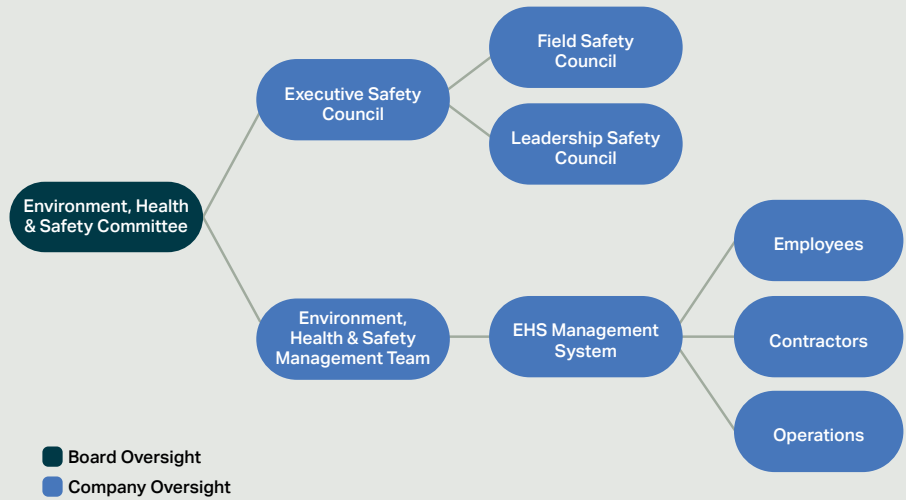 Field Safety
Council
Executive Safety
Council
Leadership Safety
Council
Environment, Health
& Safety Committee
Employees
Environment,
Health & Safety
Management Team
EHS Management
System
Contractors
Operations
Board Oversight
Company Oversight